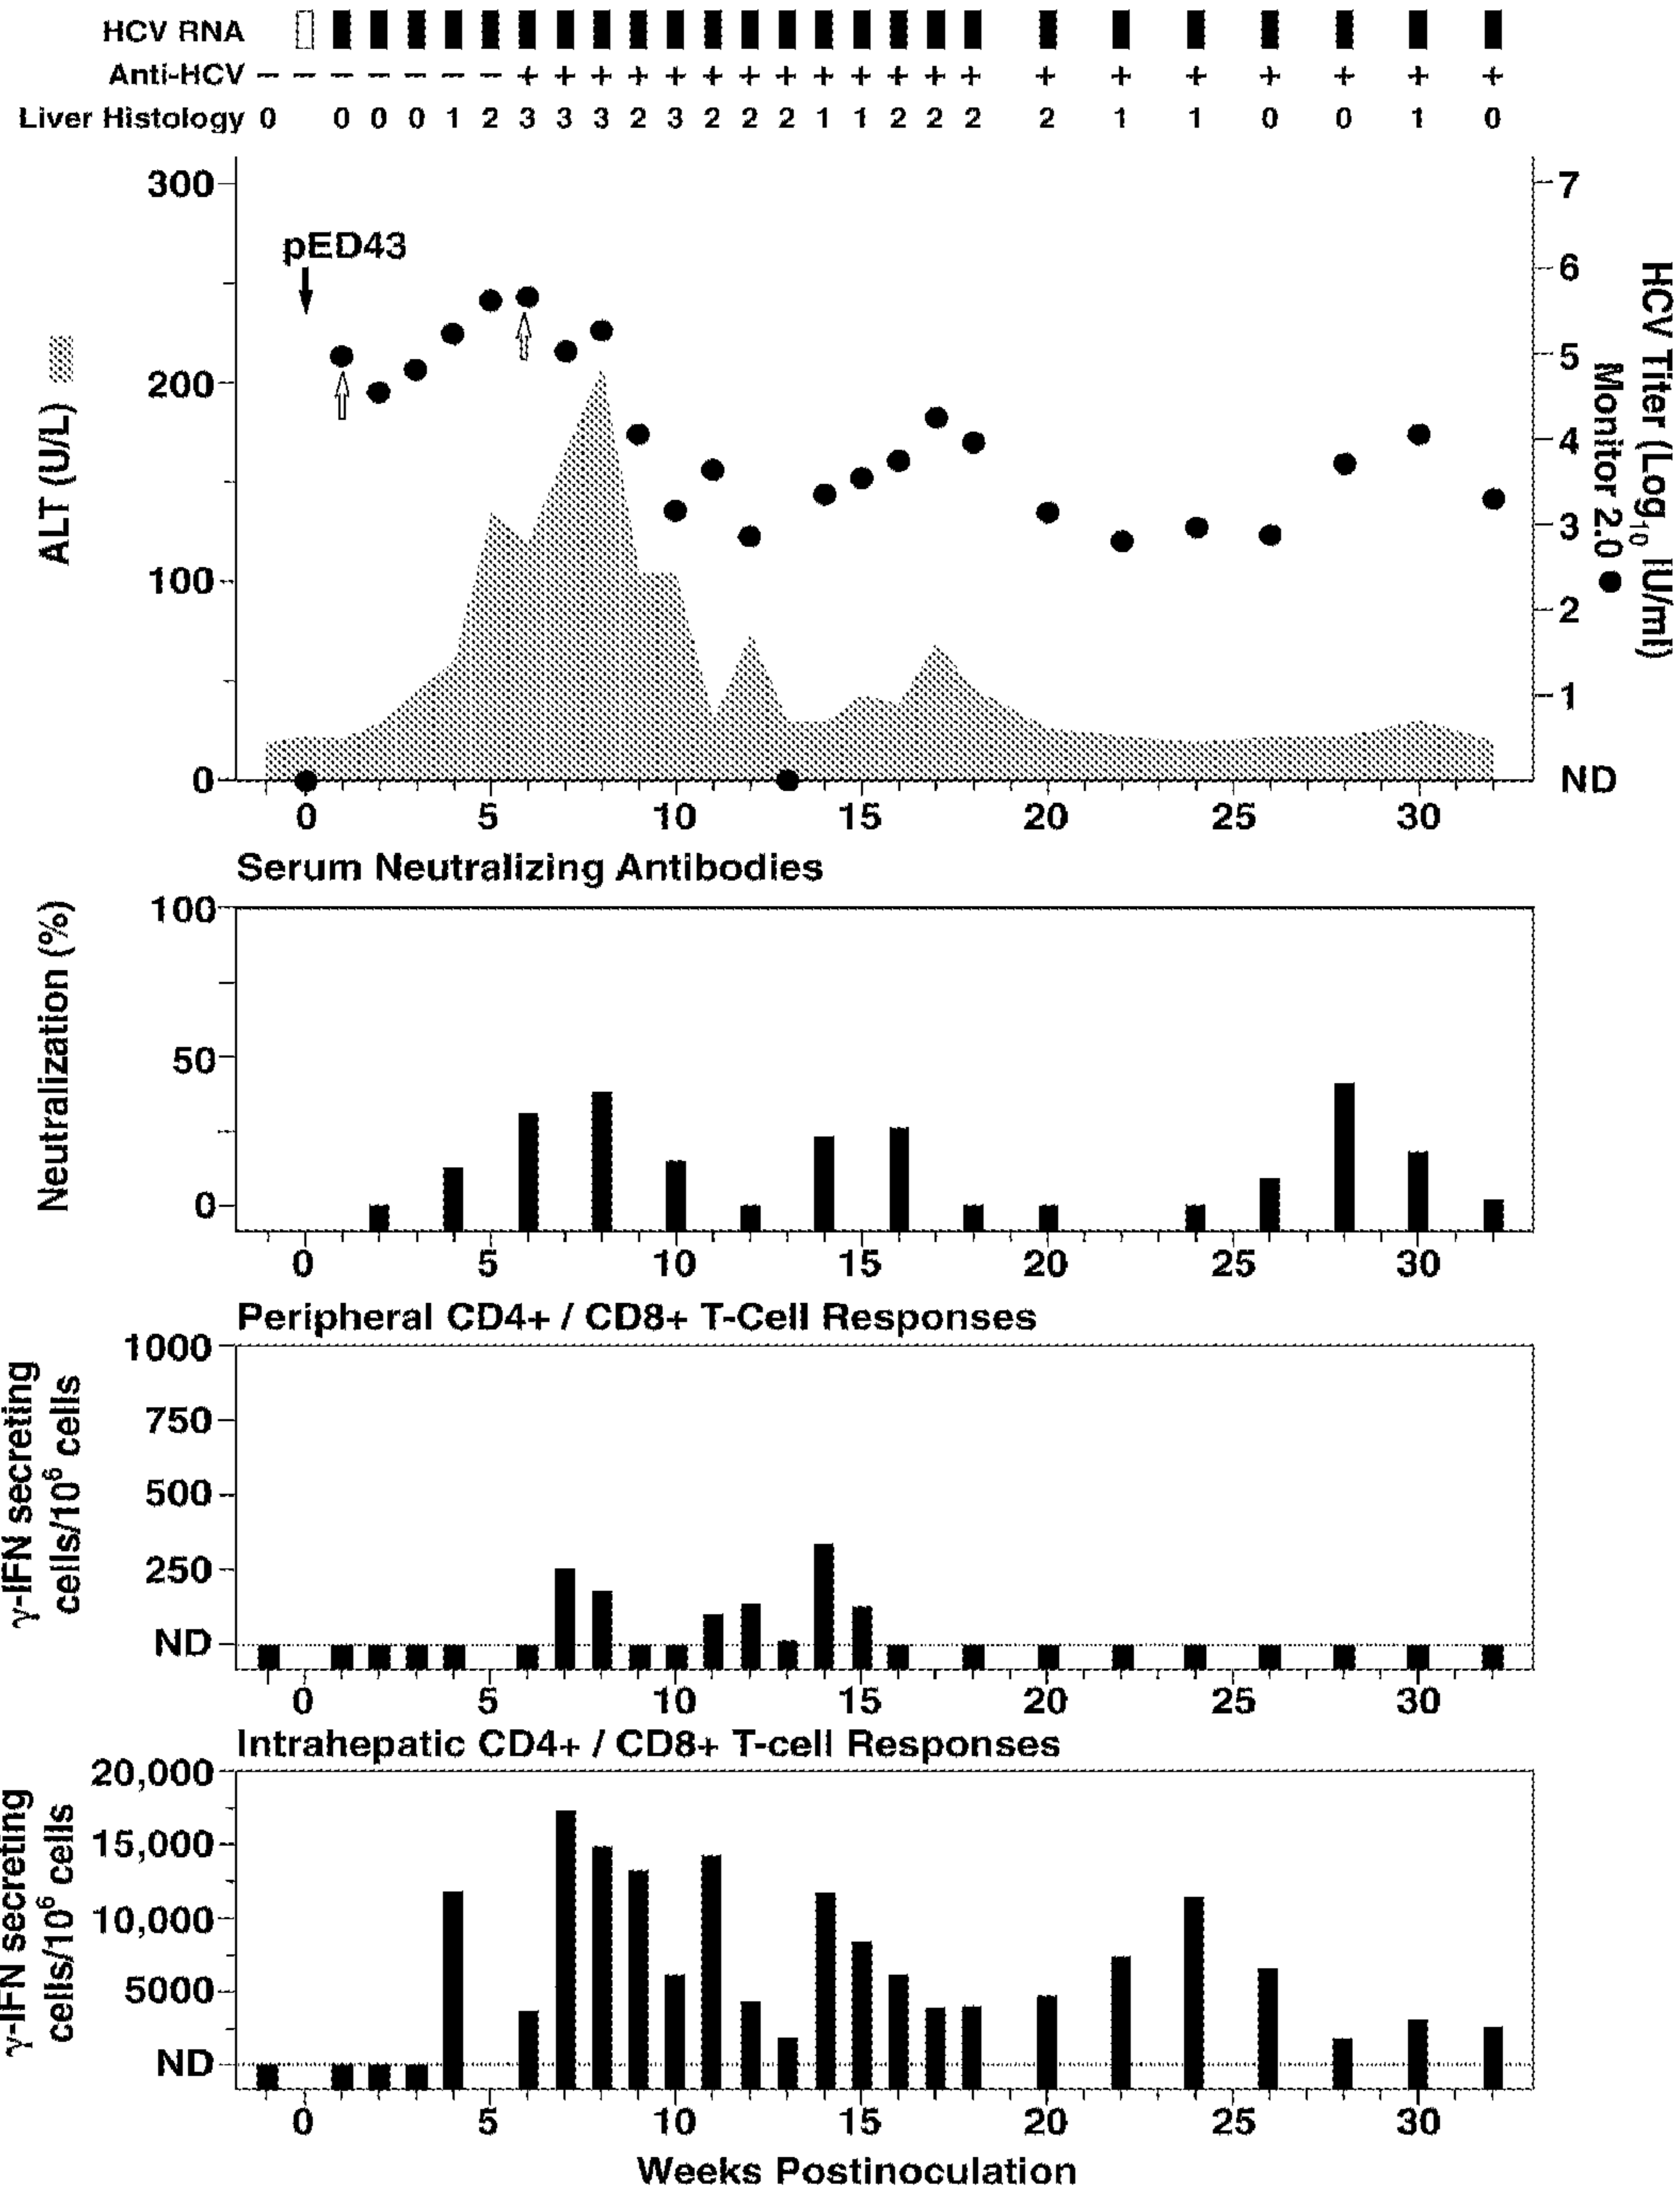 HCV RNA
Anti-HCV − − − − − − − + + + + + + + + + + + + + + + + + + +
Liver Histology 0 0 0 0 1 2 3 3 3 2 3 2 2 2 1 1 2 2 2 2 1 1 0 0 1 0
300
200
100
0
ALT (U/L)
pED43
7
6
5
4
3
2
1
ND
HCV Titer (Log10 IU/ml)
Monitor 2.0
0 5 10 15 20 25 30
Serum Neutralizing Antibodies
Neutralization (%)
100
50
0
0 5 10 15 20 25 30
Peripheral CD4+ / CD8+ T-Cell Responses
γ-IFN secreting
cells/10⁶ cells
1000
750
500
250
ND
0 5 10 15 20 25 30
Intrahepatic CD4+ / CD8+ T-cell Responses
γ-IFN secreting
cells/10⁶ cells
20,000
15,000
10,000
5000
ND
0 5 10 15 20 25 30
Weeks Postinoculation